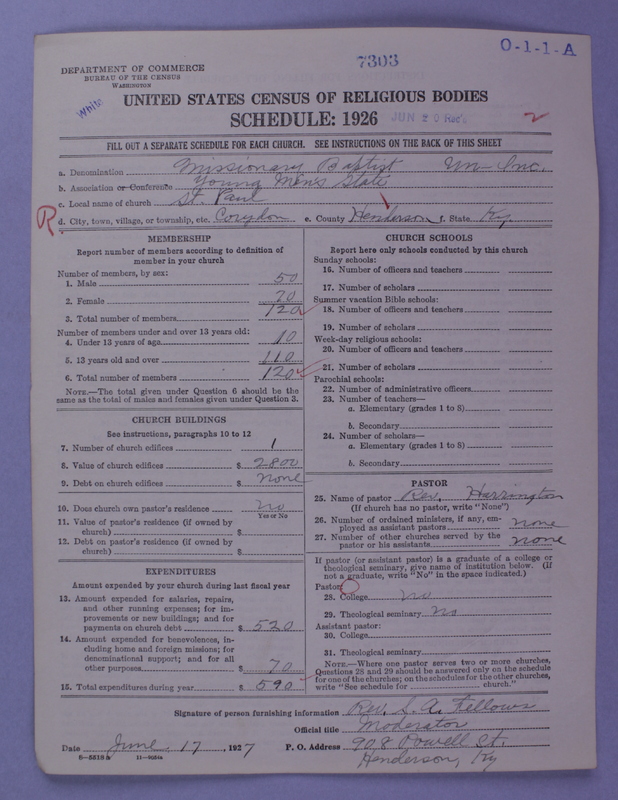 7303
O-1-1-A
DEPARTMENT OF COMMERCE
BUREAU OF THE CENSUS
WASHINGTON
White
UNITED STATES CENSUS OF RELIGIOUS BODIES
SCHEDULE: 1926
JUN 20 Rec'd
2
FILL OUT A SEPARATE SCHEDULE FOR EACH CHURCH. SEE INSTRUCTIONS ON THE BACK OF THIS SHEET
a. Denomination Missionary Baptist Un-Inc.
b. Association or Conference Young Men's State
c. Local name of church St. Paul
R. d. City, town, village, or township, etc. Corydon e. County Henderson f. State Ky.
MEMBERSHIP
Report number of members according to definition of
member in your church
Number of members, by sex:
1. Male 50
2. Female 70
3. Total number of members 120
Number of members under and over 13 years old:
4. Under 13 years of age 10
5. 13 years old and over 110
6. Total number of members 120
NOTE.—The total given under Question 6 should be the
same as the total of males and females given under Question 3.
CHURCH BUILDINGS
See instructions, paragraphs 10 to 12
7. Number of church edifices 1
8. Value of church edifices $ 2800
9. Debt on church edifices $ none
10. Does church own pastor's residence no
Yes or No
11. Value of pastor's residence (if owned by
church) $
12. Debt on pastor's residence (if owned by
church) $
EXPENDITURES
Amount expended by your church during last fiscal year
13. Amount expended for salaries, repairs,
and other running expenses; for im-
provements or new buildings; and for
payments on church debt $ 520
14. Amount expended for benevolences, in-
cluding home and foreign missions; for
denominational support; and for all
other purposes $ 70
15. Total expenditures during year $ 590
CHURCH SCHOOLS
Report here only schools conducted by this church
Sunday schools:
16. Number of officers and teachers
17. Number of scholars
Summer vacation Bible schools:
18. Number of officers and teachers
19. Number of scholars
Week-day religious schools:
20. Number of officers and teachers
21. Number of scholars
Parochial schools:
22. Number of administrative officers
23. Number of teachers—
a. Elementary (grades 1 to 8)
b. Secondary
24. Number of scholars—
a. Elementary (grades 1 to 8)
b. Secondary
PASTOR
25. Name of pastor Rev. Harrington
(If church has no pastor, write "None")
26. Number of ordained ministers, if any, em-
ployed as assistant pastors none
27. Number of other churches served by the
pastor or his assistants none
If pastor (or assistant pastor) is a graduate of a college or
theological seminary, give name of institution below. (If
not a graduate, write "No" in the space indicated.)
Pastor:
28. College no
29. Theological seminary no
Assistant pastor:
30. College
31. Theological seminary
NOTE.—Where one pastor serves two or more churches,
Questions 28 and 29 should be answered only on the schedule
for one of the churches; on the schedules for the other churches,
write "See schedule for church."
Signature of person furnishing information Rev. S. A. Fellows
Official title Moderator
Date June 17, 1927 P. O. Address 908 Powell St.
Henderson, Ky